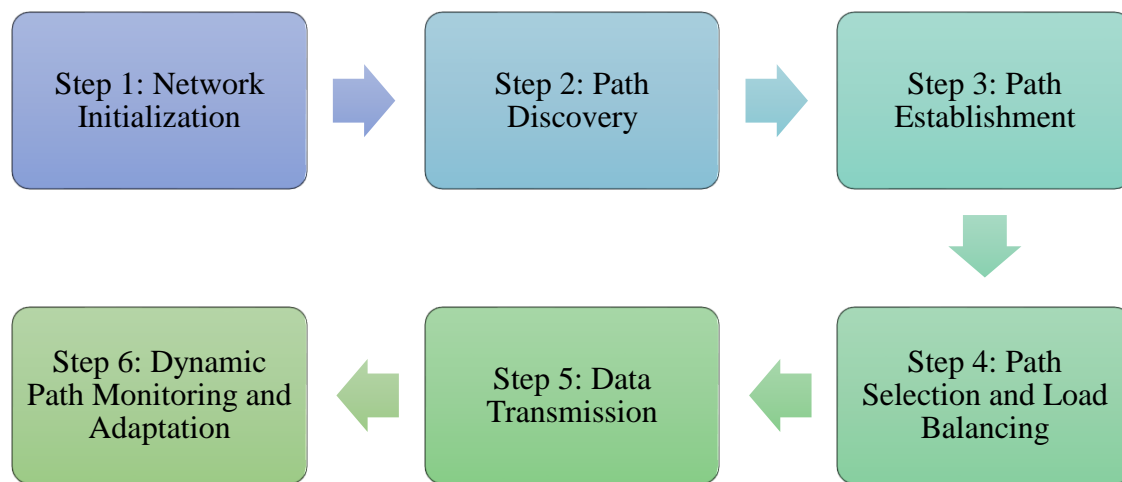 Step 1: Network
Initialization
Step 2: Path
Discovery
Step 3: Path
Establishment
Step 4: Path
Selection and Load
Balancing
Step 5: Data
Transmission
Step 6: Dynamic
Path Monitoring and
Adaptation